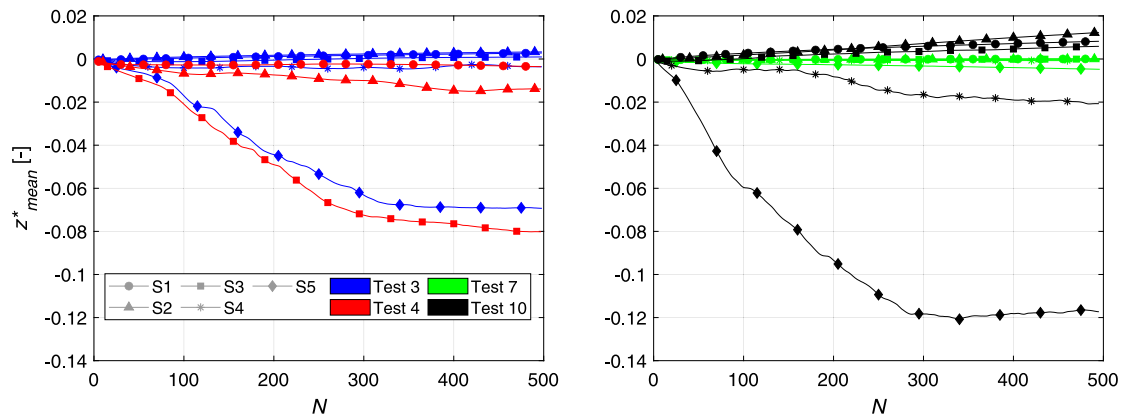 0.02 0.02
0 0
-0.02 -0.02
-0.04 -0.04
z*mean [-]
-0.06 -0.06
-0.08 -0.08
-0.1 -0.1
S1 S3 S5 Test 3 Test 7
S2 S4 Test 4 Test 10
-0.12 -0.12
-0.14 -0.14
0 100 200 300 400 500 0 100 200 300 400 500
N N